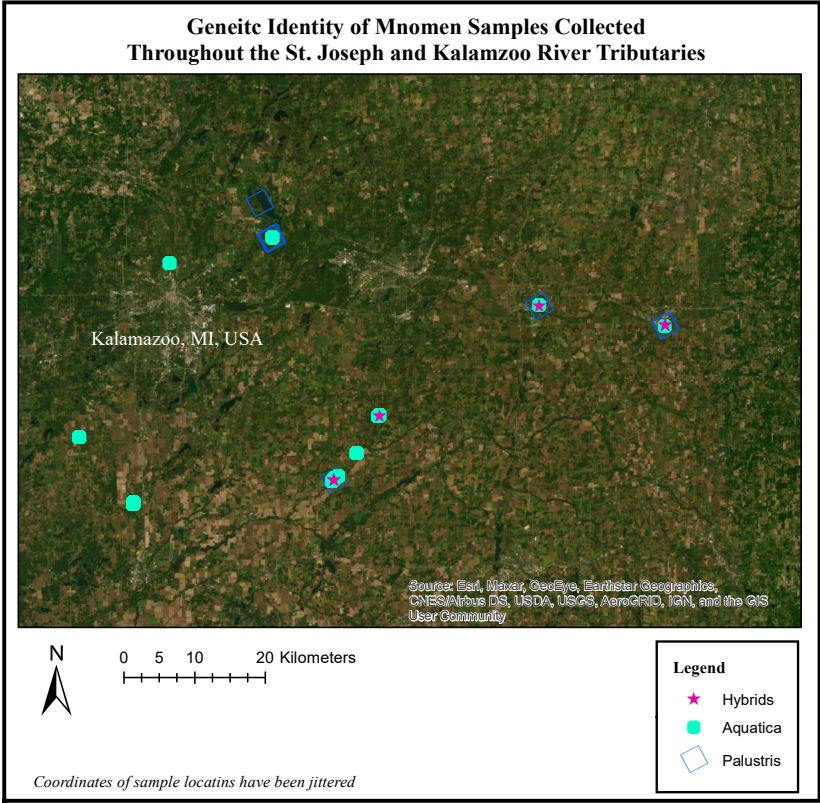 Geneitc Identity of Mnomen Samples Collected
Throughout the St. Joseph and Kalamzoo River Tributaries
Kalamazoo, MI, USA
Source: Esri, Maxar, GeoEye, Earthstar Geographics,
CNES/Airbus DS, USDA, USGS, AeroGRID, IGN, and the GIS
User Community
N
0 5 10 20 Kilometers
Legend
Hybrids
Aquatica
Palustris
Coordinates of sample locatins have been jittered